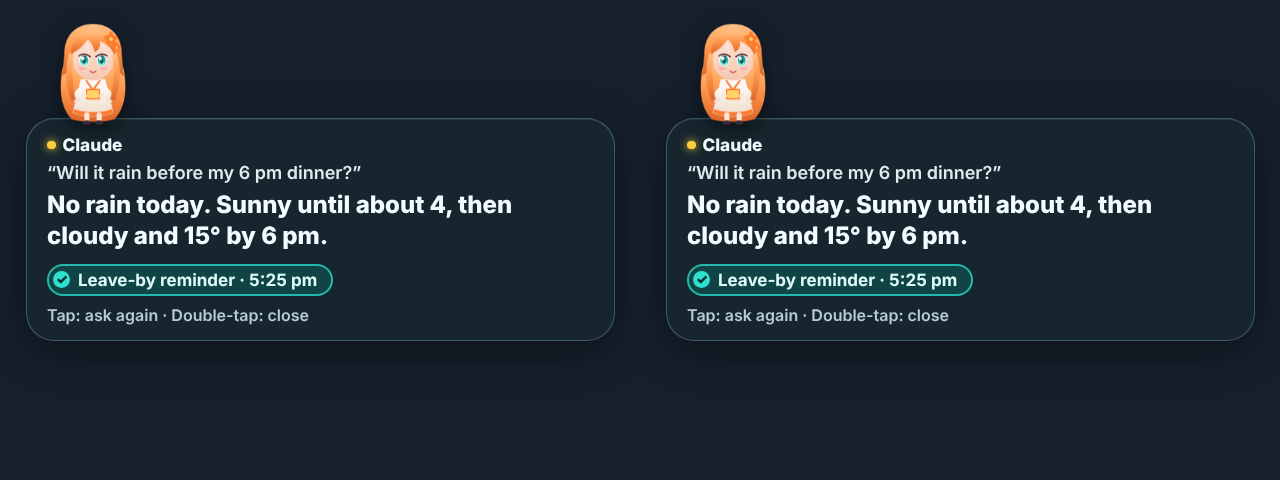 Claude
“Will it rain before my 6 pm dinner?”
No rain today. Sunny until about 4, then
cloudy and 15° by 6 pm.
Leave-by reminder · 5:25 pm
Tap: ask again · Double-tap: close
Claude
“Will it rain before my 6 pm dinner?”
No rain today. Sunny until about 4, then
cloudy and 15° by 6 pm.
Leave-by reminder · 5:25 pm
Tap: ask again · Double-tap: close